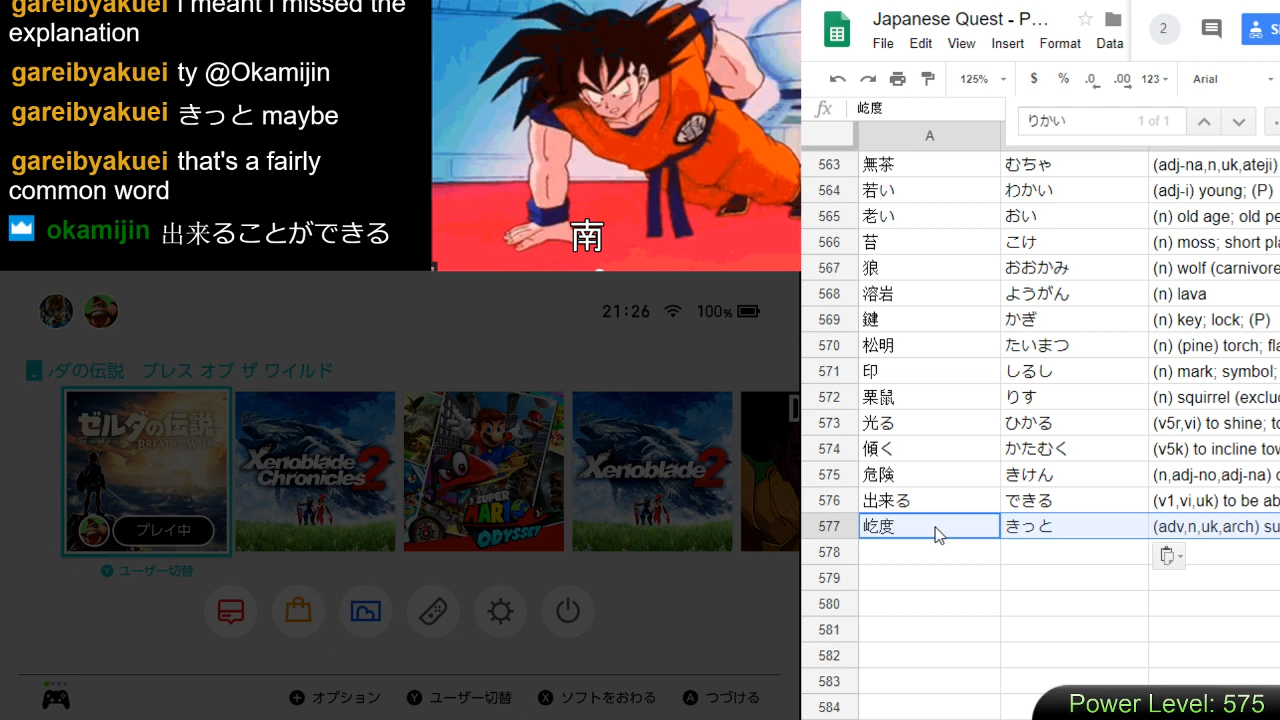 gareibyakuei I meant I missed the
explanation
gareibyakuei ty @Okamijin
gareibyakuei きっと maybe
gareibyakuei that's a fairly
common word
okamijin 出来ることができる
南
21:26 100%
ダの伝説 ブレス オブ ザ ワイルド
ゼルダの伝説
BREATH OF THE WILD
プレイ中
Xenoblade
Chronicles 2
SUPER
MARIO
ODYSSEY
Xenoblade 2
Y ユーザー切替
+ オプション Y ユーザー切替 X ソフトをおわる A つづける
Japanese Quest - P...
2
File Edit View Insert Format Data
125% $ % .0 .00 123 Arial
fx 屹度
りかい 1 of 1
A
563 無茶 むちゃ (adj-na,n,uk,ateji)
564 若い わかい (adj-i) young; (P)
565 老い おい (n) old age; old pe
566 苔 こけ (n) moss; short pla
567 狼 おおかみ (n) wolf (carnivore
568 溶岩 ようがん (n) lava
569 鍵 かぎ (n) key; lock; (P)
570 松明 たいまつ (n) (pine) torch; fla
571 印 しるし (n) mark; symbol;
572 栗鼠 りす (n) squirrel (exclu
573 光る ひかる (v5r,vi) to shine; to
574 傾く かたむく (v5k) to incline tow
575 危険 きけん (n,adj-no,adj-na) d
576 出来る できる (v1,vi,uk) to be ab
577 屹度 きっと (adv,n,uk,arch) su
578
579
580
581
582
583
584
Power Level: 575